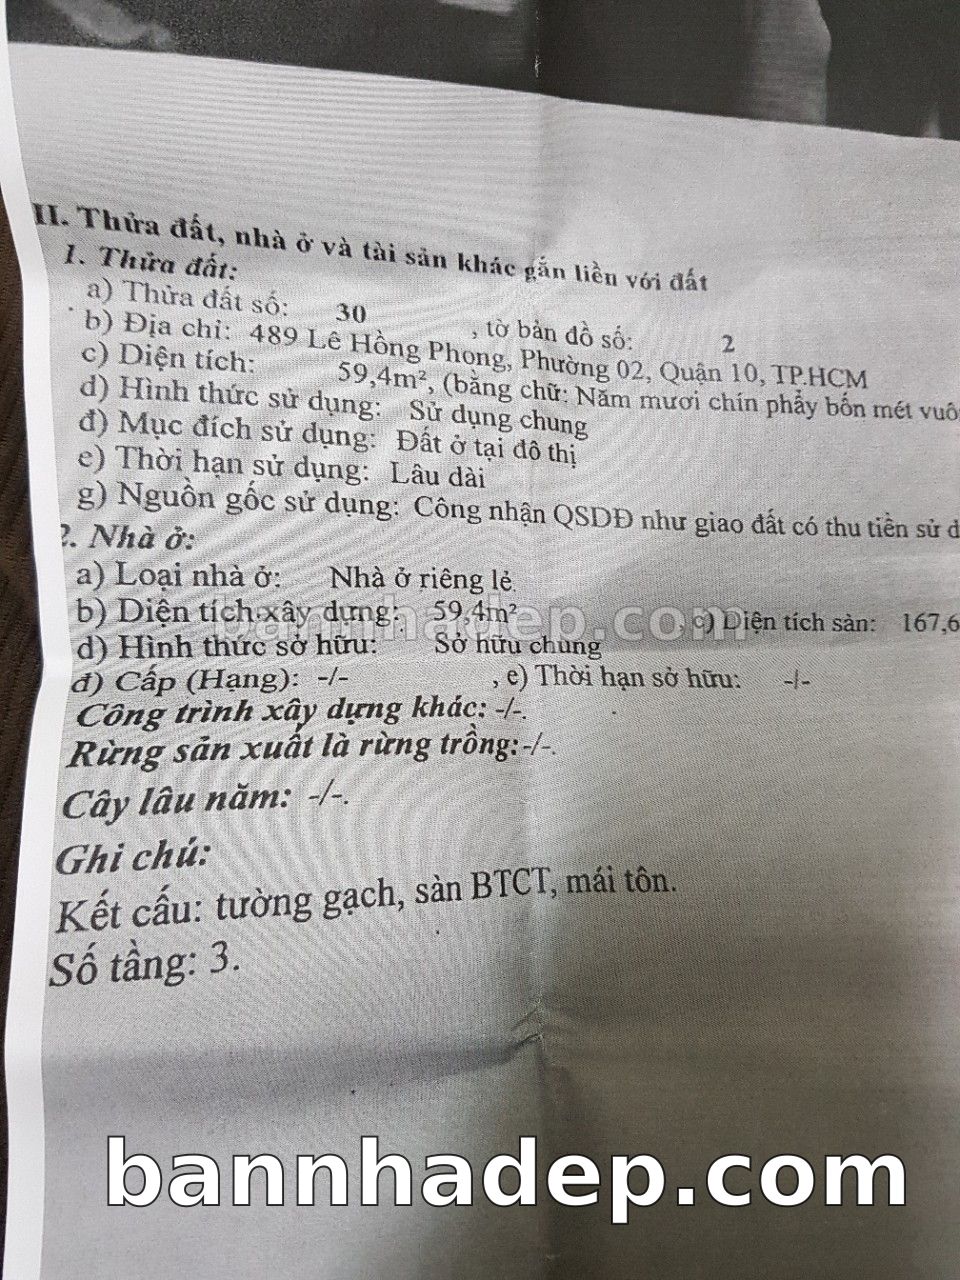 II. Thửa đất, nhà ở và tài sản khác gắn liền với đất
1. Thửa đất:
a) Thửa đất số: 30 , tờ bản đồ số: 2
b) Địa chỉ: 489 Lê Hồng Phong, Phường 02, Quận 10, TP.HCM
c) Diện tích: 59,4m², (bằng chữ: Năm mươi chín phẩy bốn mét vuô
d) Hình thức sử dụng: Sử dụng chung
đ) Mục đích sử dụng: Đất ở tại đô thị
e) Thời hạn sử dụng: Lâu dài
g) Nguồn gốc sử dụng: Công nhận QSDĐ như giao đất có thu tiền sử d
2. Nhà ở:
a) Loại nhà ở: Nhà ở riêng lẻ.
b) Diện tích xây dựng: 59,4m² , c) Diện tích sàn: 167,6
bannhadep.com
d) Hình thức sở hữu: Sở hữu chung
đ) Cấp (Hạng): -/- , e) Thời hạn sở hữu: -/-
Công trình xây dựng khác: -/-.
Rừng sản xuất là rừng trồng: -/-.
Cây lâu năm: -/-.
Ghi chú:
Kết cấu: tường gạch, sàn BTCT, mái tôn.
Số tầng: 3.
bannhadep.com